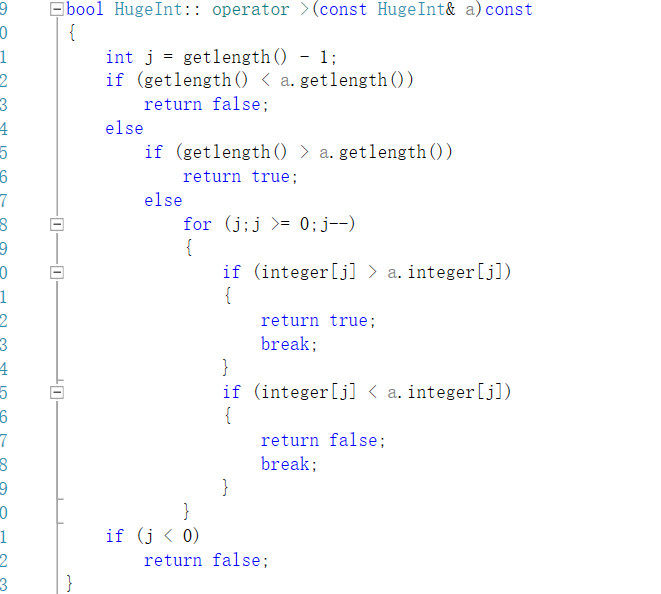 9 bool HugeInt:: operator >(const HugeInt& a)const
0 {
1     int j = getlength() - 1;
2     if (getlength() < a.getlength())
3         return false;
4     else
5         if (getlength() > a.getlength())
6             return true;
7         else
8             for (j;j >= 0;j--)
9             {
0                 if (integer[j] > a.integer[j])
1                 {
2                     return true;
3                     break;
4                 }
5                 if (integer[j] < a.integer[j])
6                 {
7                     return false;
8                     break;
9                 }
0             }
1     if (j < 0)
2         return false;
3 }